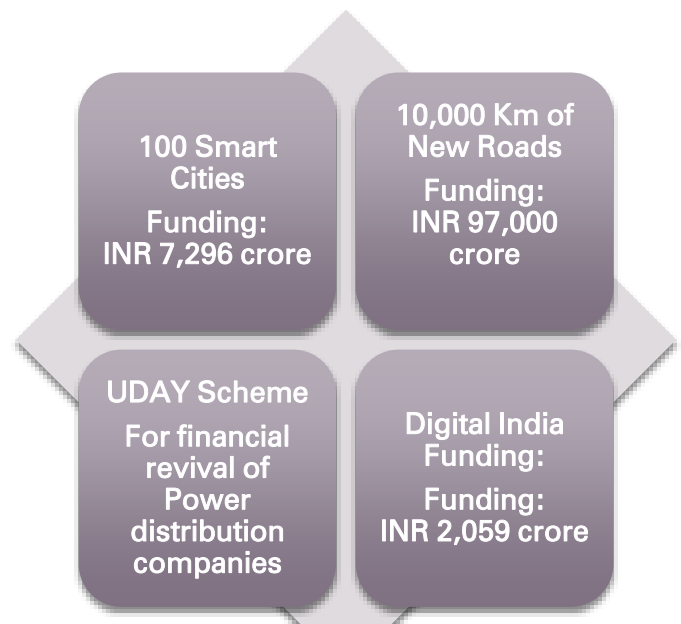 100 Smart
Cities
Funding:
INR 7,296 crore
10,000 Km of
New Roads
Funding:
INR 97,000
crore
UDAY Scheme
For financial
revival of
Power
distribution
companies
Digital India
Funding:
Funding:
INR 2,059 crore